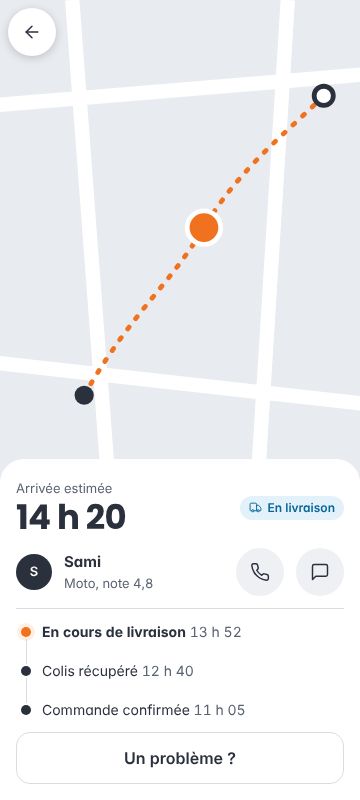 Arrivée estimée
14 h 20
En livraison
S
Sami
Moto, note 4,8
En cours de livraison 13 h 52
Colis récupéré 12 h 40
Commande confirmée 11 h 05
Un problème ?